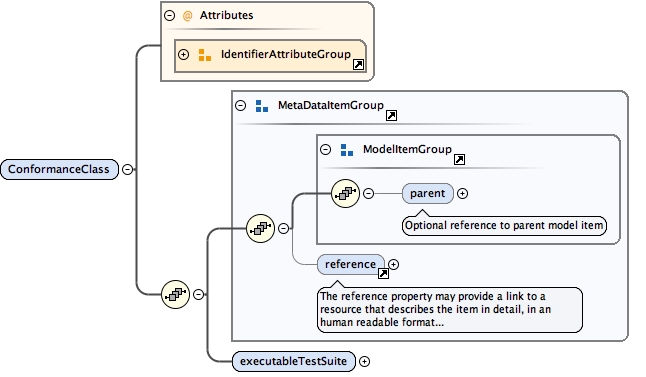 @ Attributes
IdentifierAttributeGroup
MetaDataItemGroup
ModelItemGroup
ConformanceClass
parent
Optional reference to parent model item
reference
The reference property may provide a link to a
resource that describes the item in detail, in an
human readable format...
executableTestSuite